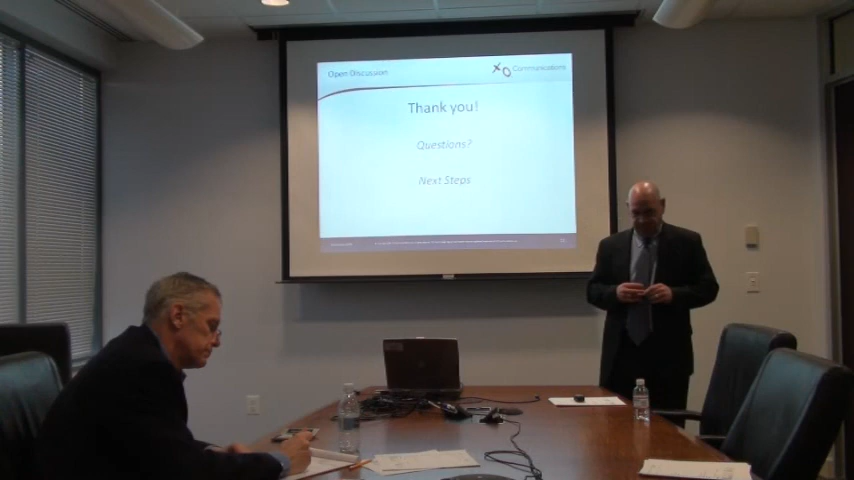 Open Discussion
XO Communications
Thank you!
Questions?
Next Steps